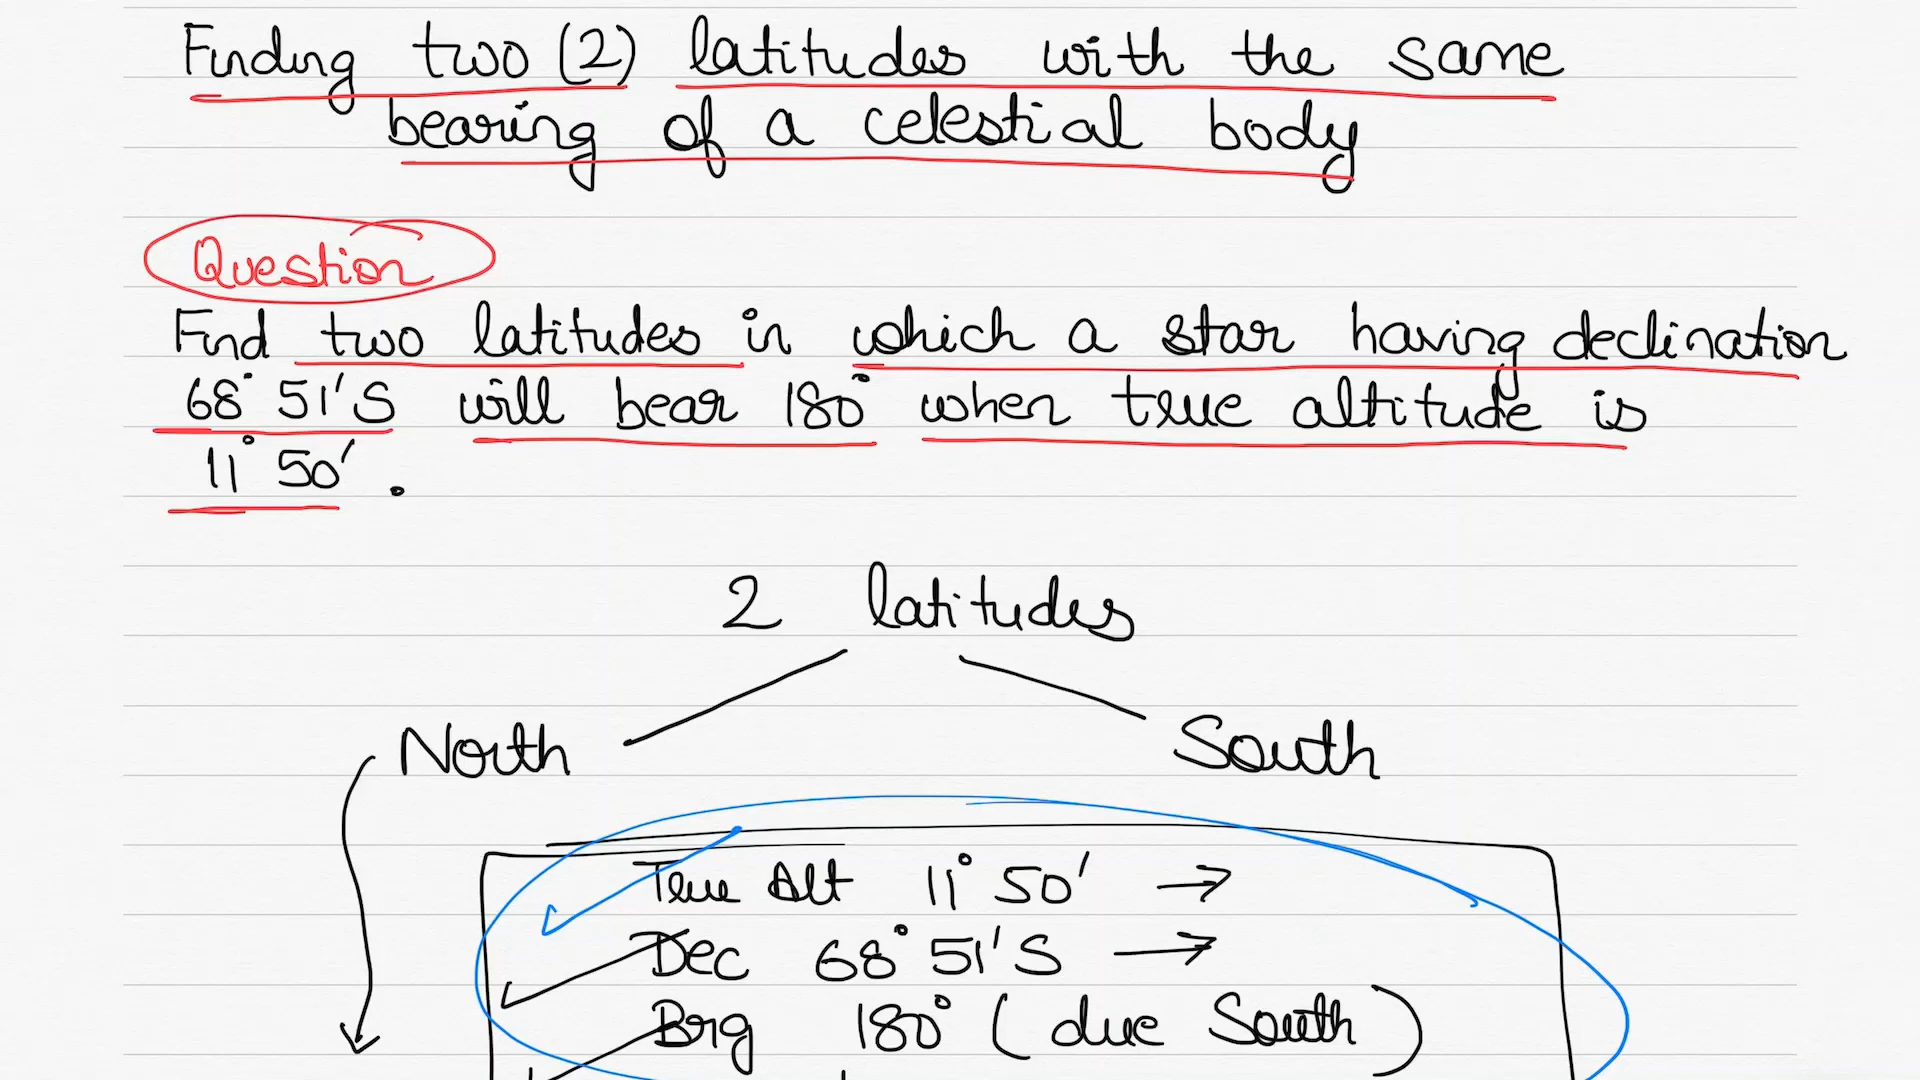 Finding two (2) latitudes with the same
bearing of a celestial body
Question
Find two latitudes in which a star having declination
68° 51' S will bear 180° when true altitude is
11° 50' .
2 latitudes
North South
True Alt 11° 50' →
Dec 68° 51' S →
Brg 180° ( due South )